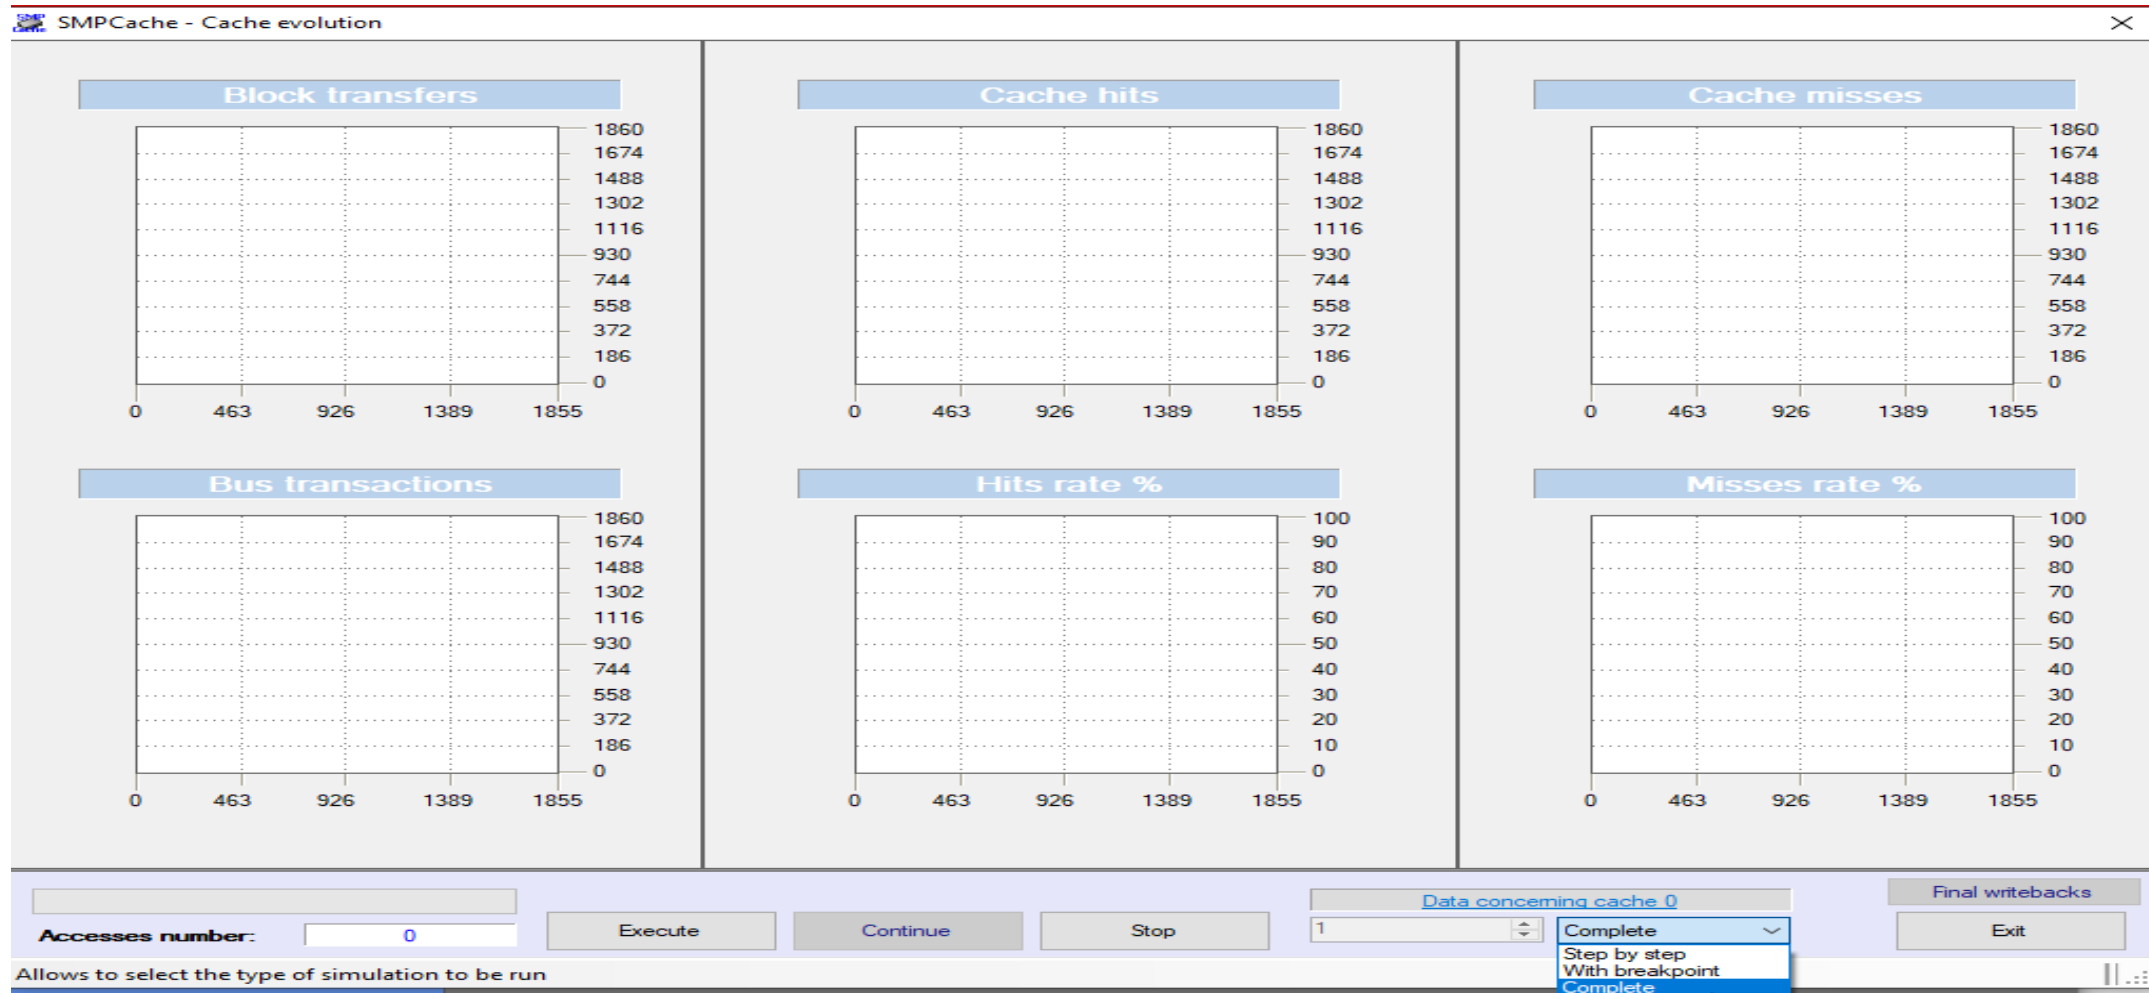 SMPCache - Cache evolution
Block transfers
1860
1674
1488
1302
1116
930
744
558
372
186
0
0 463 926 1389 1855
Cache hits
1860
1674
1488
1302
1116
930
744
558
372
186
0
0 463 926 1389 1855
Cache misses
1860
1674
1488
1302
1116
930
744
558
372
186
0
0 463 926 1389 1855
Bus transactions
1860
1674
1488
1302
1116
930
744
558
372
186
0
0 463 926 1389 1855
Hits rate %
100
90
80
70
60
50
40
30
20
10
0
0 463 926 1389 1855
Misses rate %
100
90
80
70
60
50
40
30
20
10
0
0 463 926 1389 1855
Accesses number: 0
Execute
Continue
Stop
Data concerning cache 0
1
Complete
Step by step
With breakpoint
Complete
Final writebacks
Exit
Allows to select the type of simulation to be run